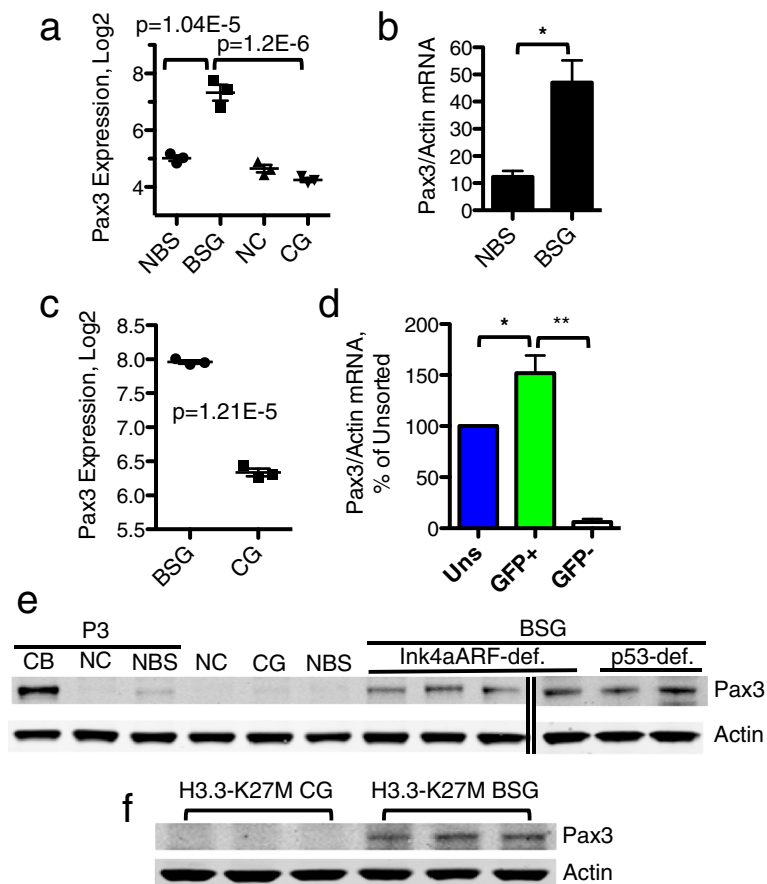 a
p=1.04E-5
p=1.2E-6
Pax3 Expression, Log2
8
6
4
NBS
BSG
NC
CG
b
*
Pax3/Actin mRNA
60
50
40
30
20
10
0
NBS
BSG
c
Pax3 Expression, Log2
8.5
8.0
7.5
7.0
6.5
6.0
5.5
p=1.21E-5
BSG
CG
d
* **
Pax3/Actin mRNA,
% of Unsorted
200
150
100
50
0
Uns
GFP+
GFP-
e
P3 BSG
CB NC NBS NC CG NBS Ink4aARF-def. p53-def.
Pax3
Actin
f
H3.3-K27M CG H3.3-K27M BSG
Pax3
Actin